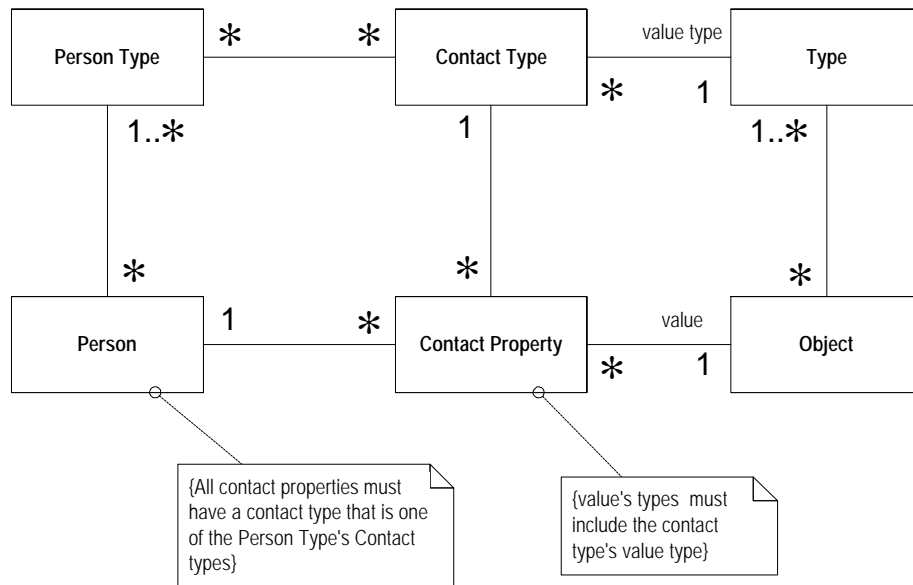 Person Type
*
*
Contact Type
value type
*
1
Type
1..*
1
1..*
*
*
*
Person
1
*
Contact Property
value
*
1
Object
{All contact properties must
have a contact type that is one
of the Person Type's Contact
types}
{value's types must
include the contact
type's value type}